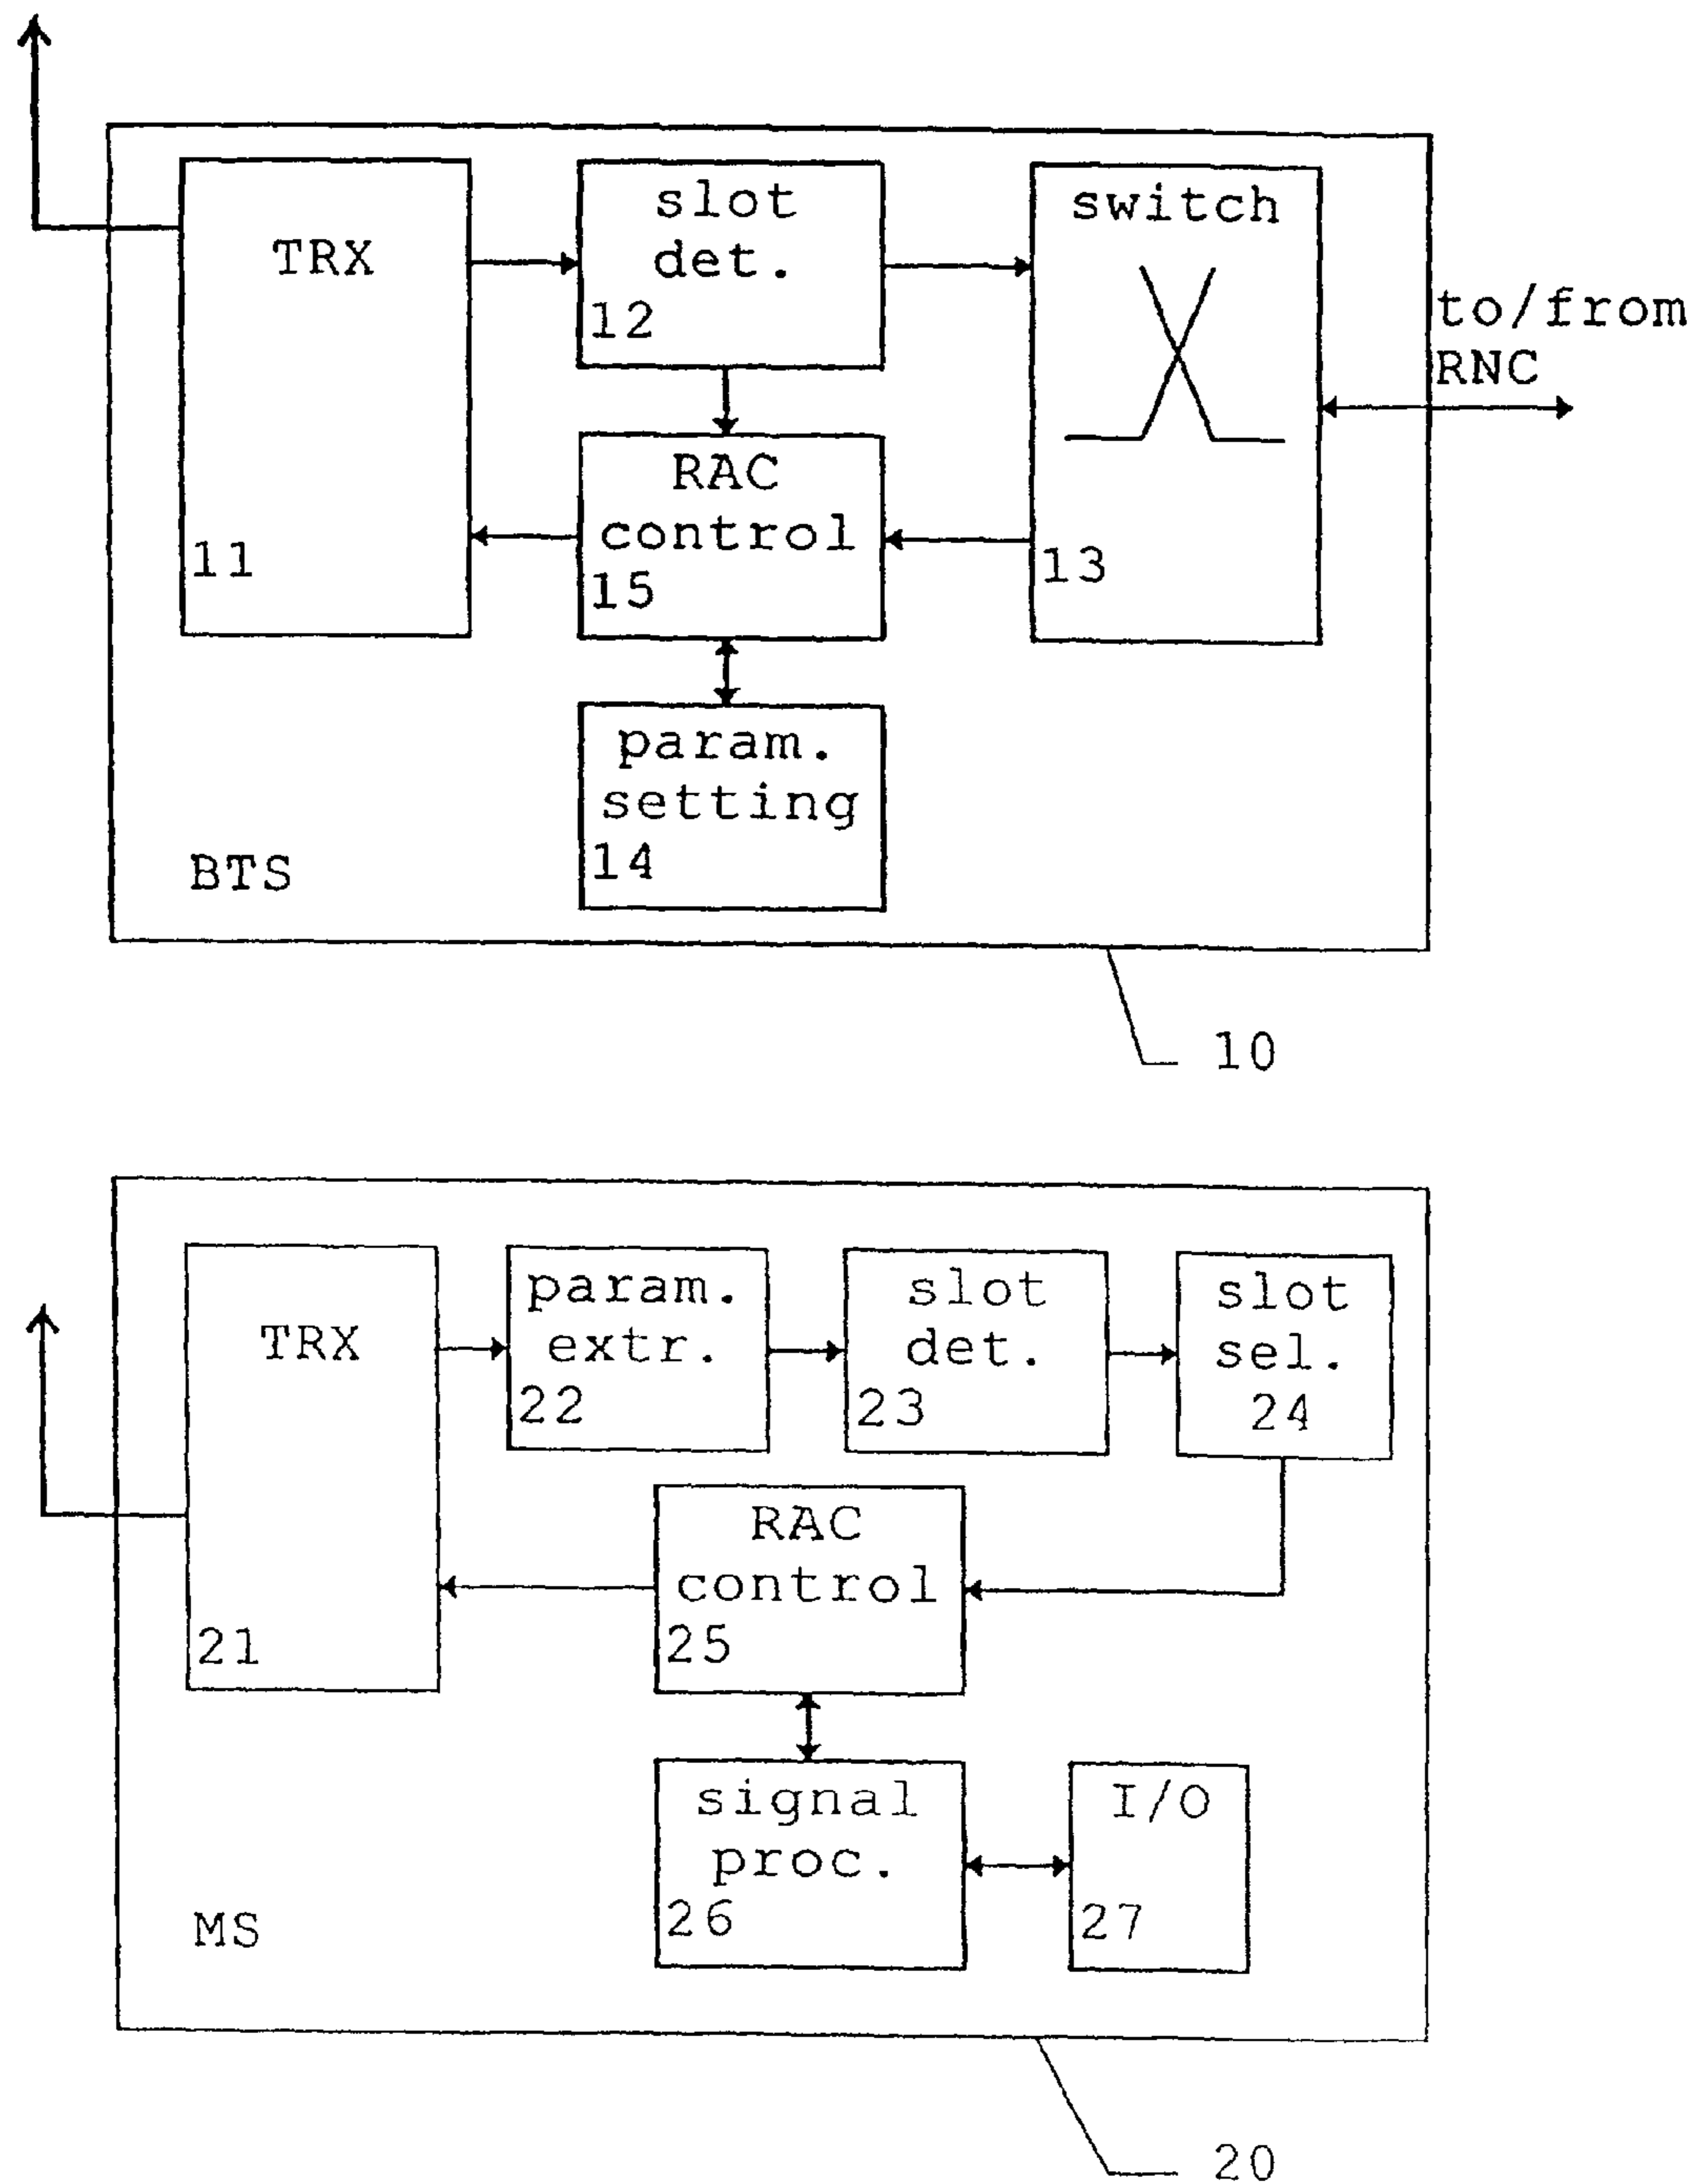 TRX
11
slot
det.
12
switch
13
to/from
RNC
RAC
control
15
param.
setting
14
BTS
10
TRX
21
param.
extr.
22
slot
det.
23
slot
sel.
24
RAC
control
25
signal
proc.
26
I/O
27
MS
20